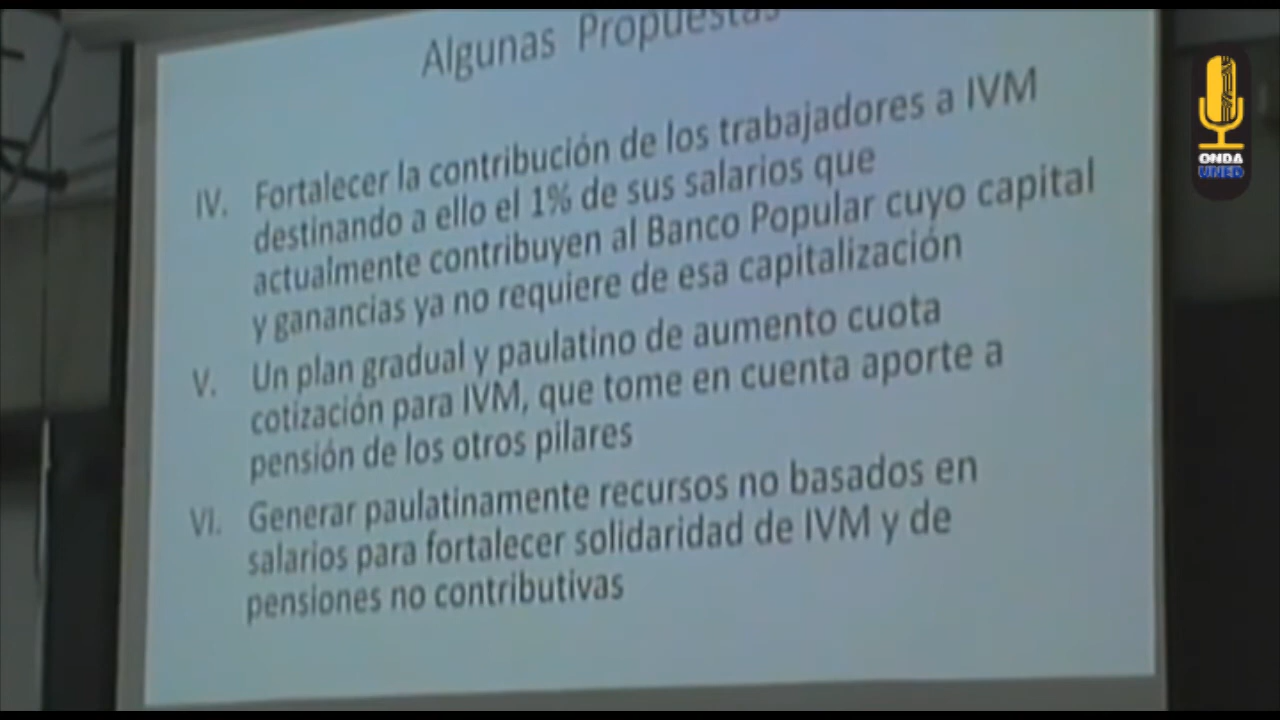 Algunas Propuestas
IV. Fortalecer la contribución de los trabajadores a IVM
destinando a ello el 1% de sus salarios que
actualmente contribuyen al Banco Popular cuyo capital
y ganancias ya no requiere de esa capitalización
V. Un plan gradual y paulatino de aumento cuota
cotización para IVM, que tome en cuenta aporte a
pensión de los otros pilares
VI. Generar paulatinamente recursos no basados en
salarios para fortalecer solidaridad de IVM y de
pensiones no contributivas
ONDA
UNED